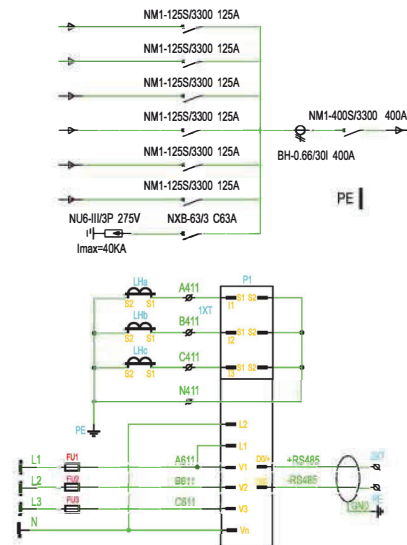 NM1-125S/3300 125A
NM1-125S/3300 125A
NM1-125S/3300 125A
NM1-125S/3300 125A
NM1-400S/3300 400A
BH-0.66/30I 400A
NM1-125S/3300 125A
NM1-125S/3300 125A
PE
NU6-III/3P 275V
NXB-63/3 C63A
Imax=40KA
P1
LHa
A411
S2 S1
1XT
S1 S2
I1
LHb
B411
S2 S1
S1 S2
I2
LHc
C411
S2 S1
S1 S2
I3
N411
PE
L2
L1
L1 FU1 A611 V1
+RS485
L2 FU2 B611 V2
-RS485
L3 FU3 C611 V3
GND
N
Vn